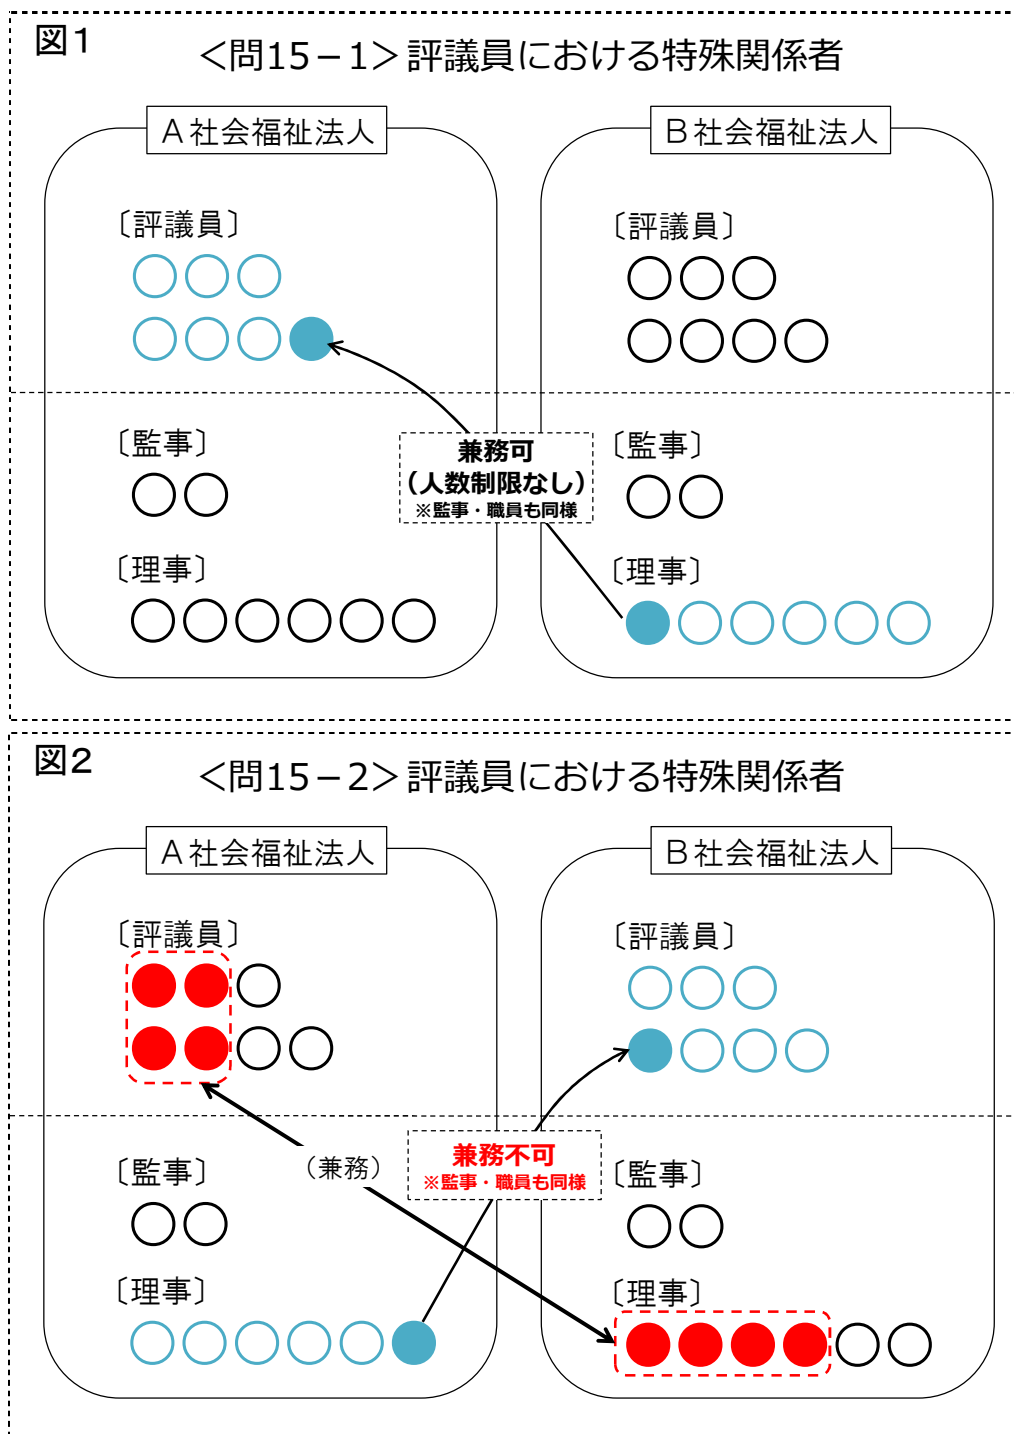 図1
＜問15－1＞評議員における特殊関係者
A社会福祉法人
B社会福祉法人
〔評議員〕
〔評議員〕
兼務可
（人数制限なし）
※監事・職員も同様
〔監事〕
〔監事〕
〔理事〕
〔理事〕
図2
＜問15－2＞評議員における特殊関係者
A社会福祉法人
B社会福祉法人
〔評議員〕
〔評議員〕
（兼務）
兼務不可
※監事・職員も同様
〔監事〕
〔監事〕
〔理事〕
〔理事〕